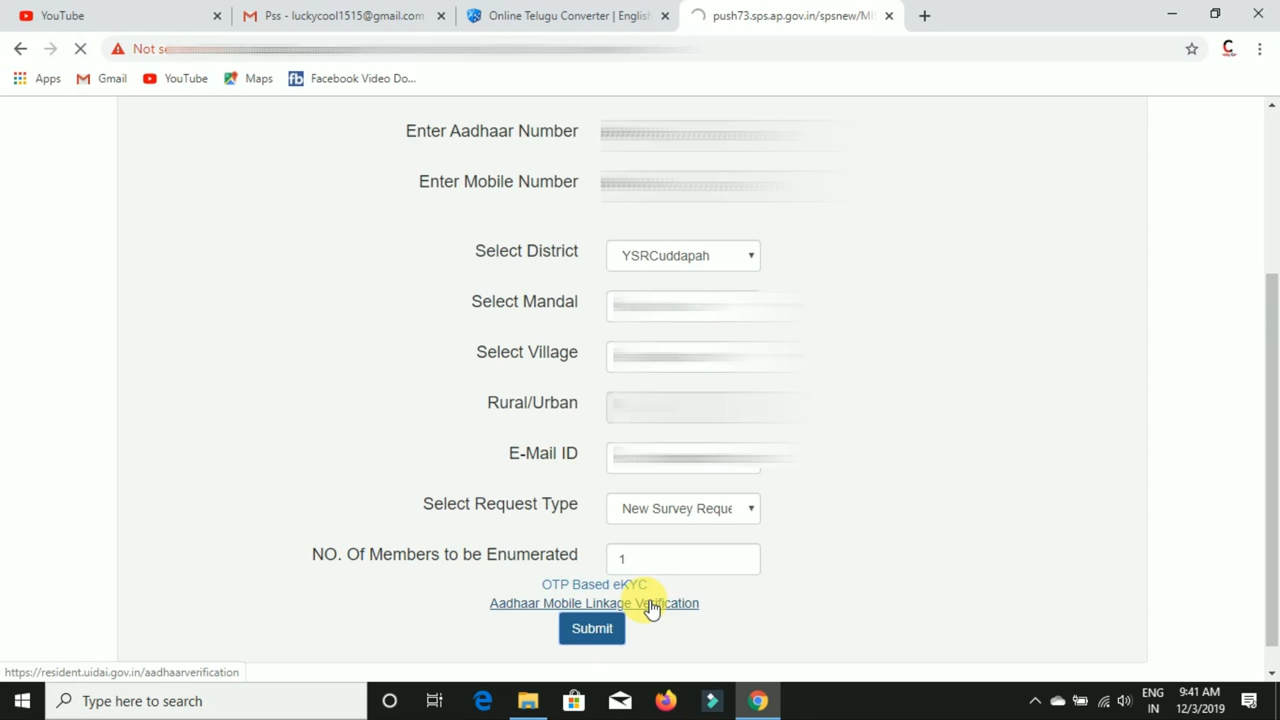 YouTube
Pss - luckycool1515@gmail.com
Online Telugu Converter | English
push73.sps.ap.gov.in/spsnew/MIS
Not
Apps
Gmail
YouTube
Maps
fb
Facebook Video Do...
Enter Aadhaar Number
Enter Mobile Number
Select District
YSRCuddapah
Select Mandal
Select Village
Rural/Urban
E-Mail ID
Select Request Type
New Survey Reque
NO. Of Members to be Enumerated
1
OTP Based eKYC
Aadhaar Mobile Linkage Verification
Submit
https://resident.uidai.gov.in/aadhaarverification
Type here to search
ENG
IN
9:41 AM
12/3/2019